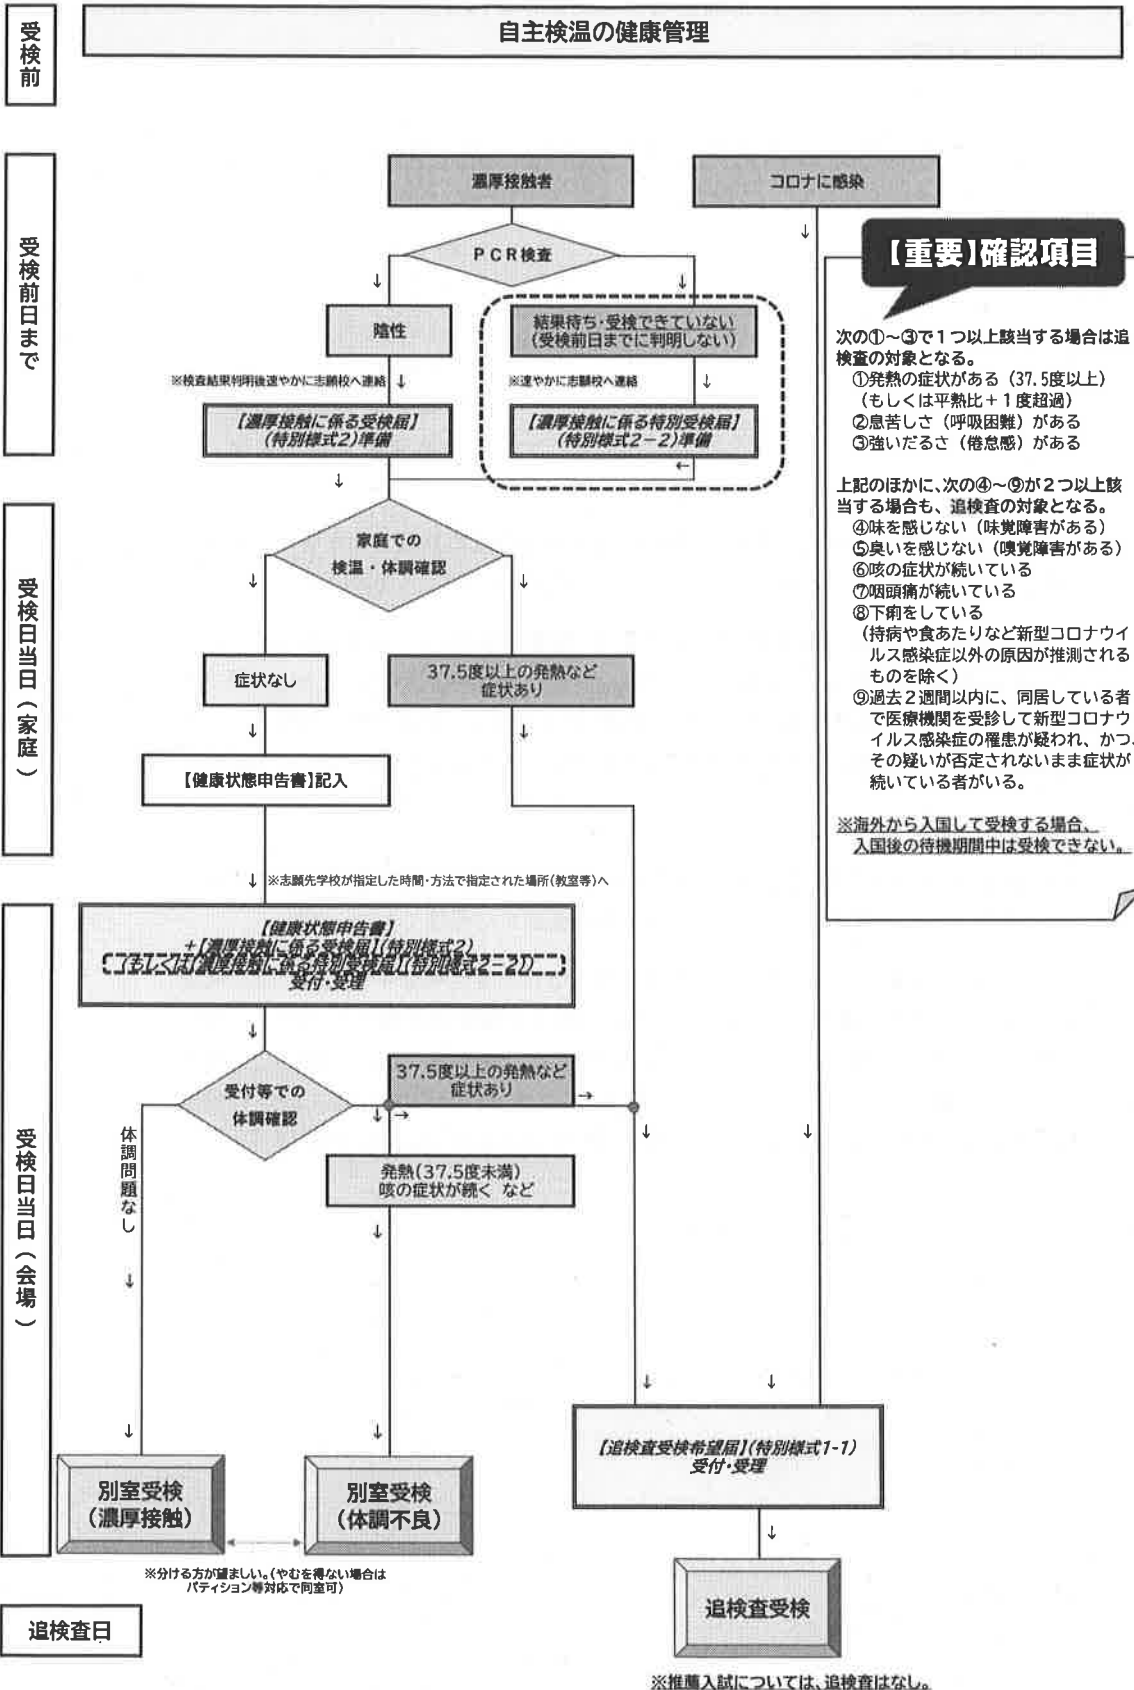 受検前
自主検温の健康管理
受検前日まで
濃厚接触者
コロナに感染
PCR検査
陰性
結果待ち・受検できていない
(受検前日までに判明しない)
※検査結果判明後速やかに志願校へ連絡
※速やかに志願校へ連絡
【濃厚接触に係る受検届】
(特別様式2)準備
【濃厚接触に係る特別受検届】
(特別様式2-2)準備
【重要】確認項目
次の①~③で1つ以上該当する場合は追
検査の対象となる。
①発熱の症状がある(37.5度以上)
(もしくは平熱比+1度超過)
②息苦しさ(呼吸困難)がある
③強いだるさ(倦怠感)がある
上記のほかに、次の④~⑨が2つ以上該
当する場合も、追検査の対象となる。
④味を感じない(味覚障害がある)
⑤臭いを感じない(嗅覚障害がある)
⑥咳の症状が続いている
⑦咽頭痛が続いている
⑧下痢をしている
(持病や食あたりなど新型コロナウイ
ルス感染症以外の原因が推測される
ものを除く)
⑨過去2週間以内に、同居している者
で医療機関を受診して新型コロナウ
イルス感染症の罹患が疑われ、かつ、
その疑いが否定されないまま症状が
続いている者がいる。
※海外から入国して受検する場合、
入国後の待機期間中は受検できない。
受検日当日(家庭)
家庭での
検温・体調確認
症状なし
37.5度以上の発熱など
症状あり
【健康状態申告書】記入
※志願先学校が指定した時間・方法で指定された場所(教室等)へ
受検日当日(会場)
【健康状態申告書】
+【濃厚接触に係る受検届】(特別様式2)
(もしくは【濃厚接触に係る特別受検届】(特別様式2-2))
受付・受理
受付等での
体調確認
37.5度以上の発熱など
症状あり
体調問題なし
発熱(37.5度未満)
咳の症状が続く など
【追検査受検希望届】(特別様式1-1)
受付・受理
別室受検
(濃厚接触)
別室受検
(体調不良)
※分ける方が望ましい。(やむを得ない場合は
パティション等対応で同室可)
追検査日
追検査受検
※推薦入試については、追検査はなし。